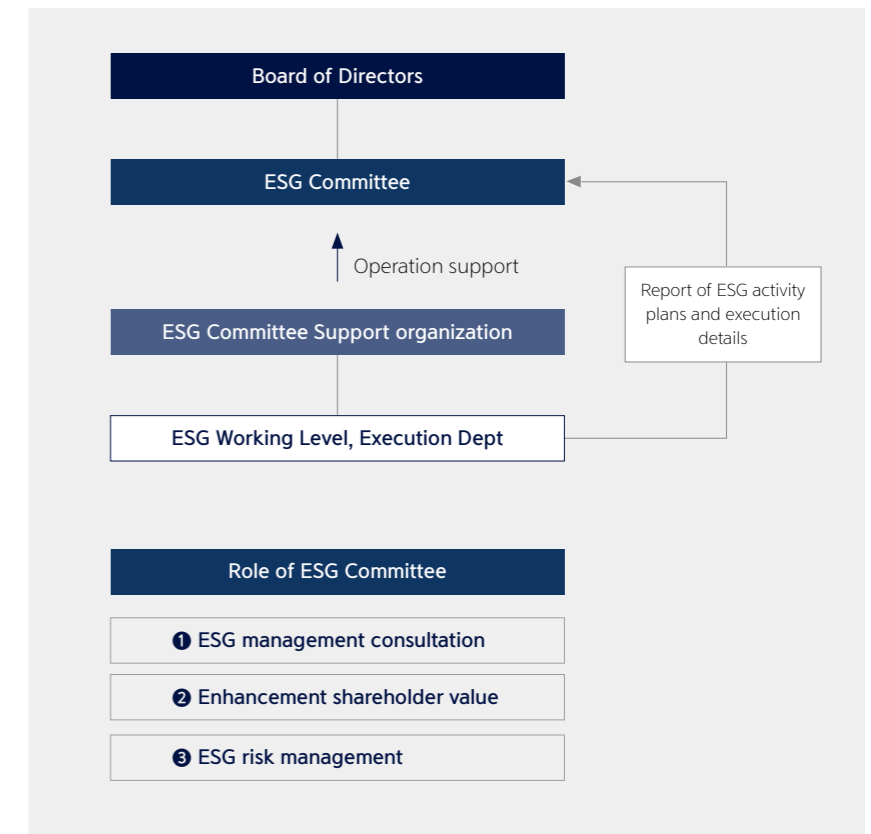 Board of Directors
ESG Committee
Operation support
Report of ESG activity
plans and execution
details
ESG Committee Support organization
ESG Working Level, Execution Dept
Role of ESG Committee
❶ ESG management consultation
❷ Enhancement shareholder value
❸ ESG risk management